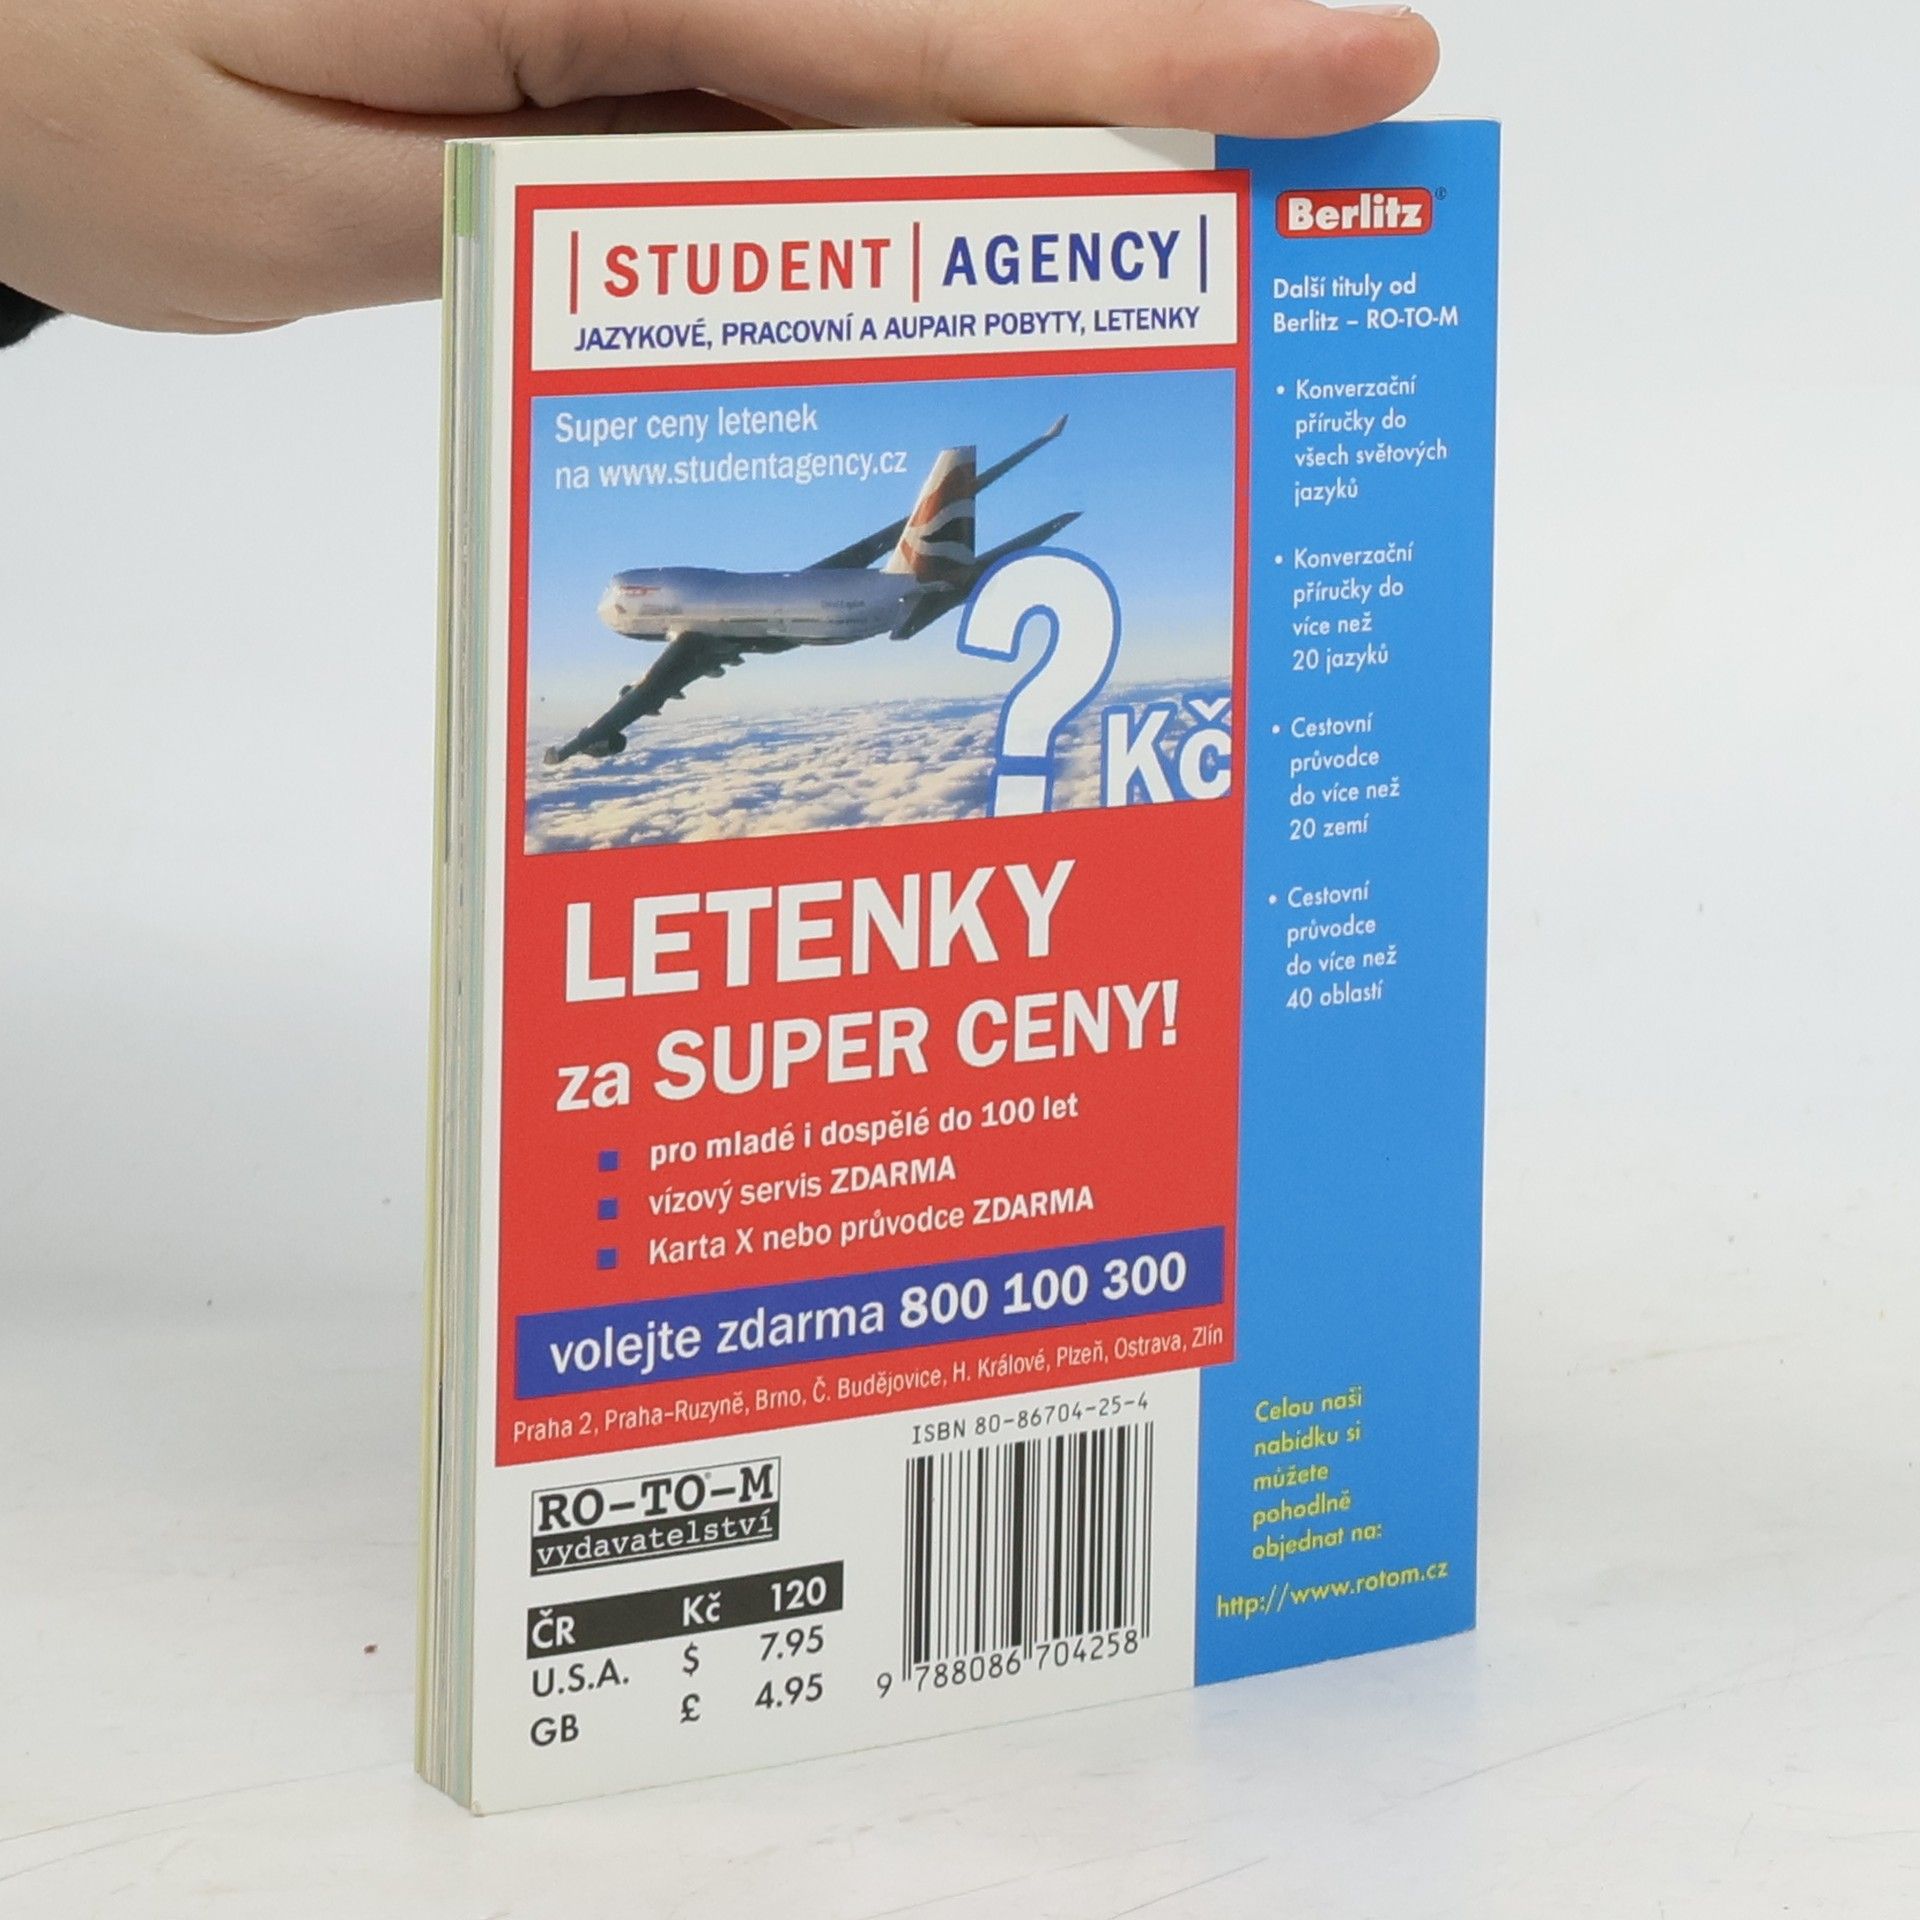 |STUDENT|AGENCY|
JAZYKOVÉ, PRACOVNÍ A AUPAIR POBYTY, LETENKY
Super ceny letenek
na www.studentagency.cz
? Kč
LETENKY
za SUPER CENY!
pro mladé i dospělé do 100 let
vízový servis ZDARMA
Karta X nebo průvodce ZDARMA
volejte zdarma 800 100 300
Praha 2, Praha-Ruzyně, Brno, Č. Budějovice, H. Králové, Plzeň, Ostrava, Zlín
RO-TO-M
vydavatelství
ČR Kč 120
U.S.A. $ 7.95
GB £ 4.95
ISBN 80-86704-25-4
9 788086 704258
Berlitz®
Další tituly od
Berlitz – RO-TO-M
• Konverzační
příručky do
všech světových
jazyků
• Konverzační
příručky do
více než
20 jazyků
• Cestovní
průvodce
do více než
20 zemí
• Cestovní
průvodce
do více než
40 oblastí
Celou naši
nabídku si
můžete
pohodlně
objednat na:
http://www.rotom.cz